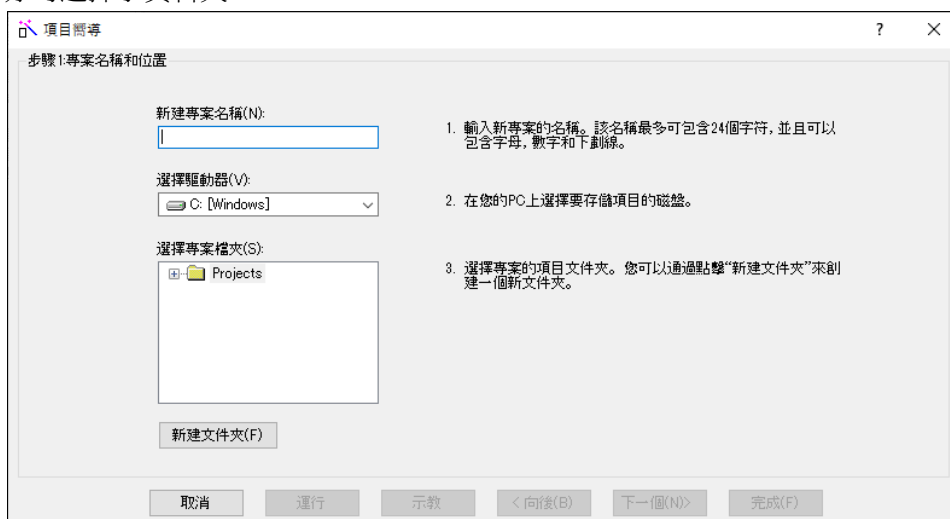 項目嚮導
步驟1:專案名稱和位置
新建專案名稱(N):
1. 輸入新專案的名稱。該名稱最多可包含24個字符, 並且可以
包含字母, 數字和下劃線。
選擇驅動器(V):
C: [Windows]
2. 在您的PC上選擇要存儲項目的磁盤。
選擇專案檔夾(S):
Projects
3. 選擇專案的項目文件夾。您可以通過點擊“新建文件夾”來創
建一個新文件夾。
新建文件夾(F)
取消 運行 示教 <向後(B) 下一個(N)> 完成(F)